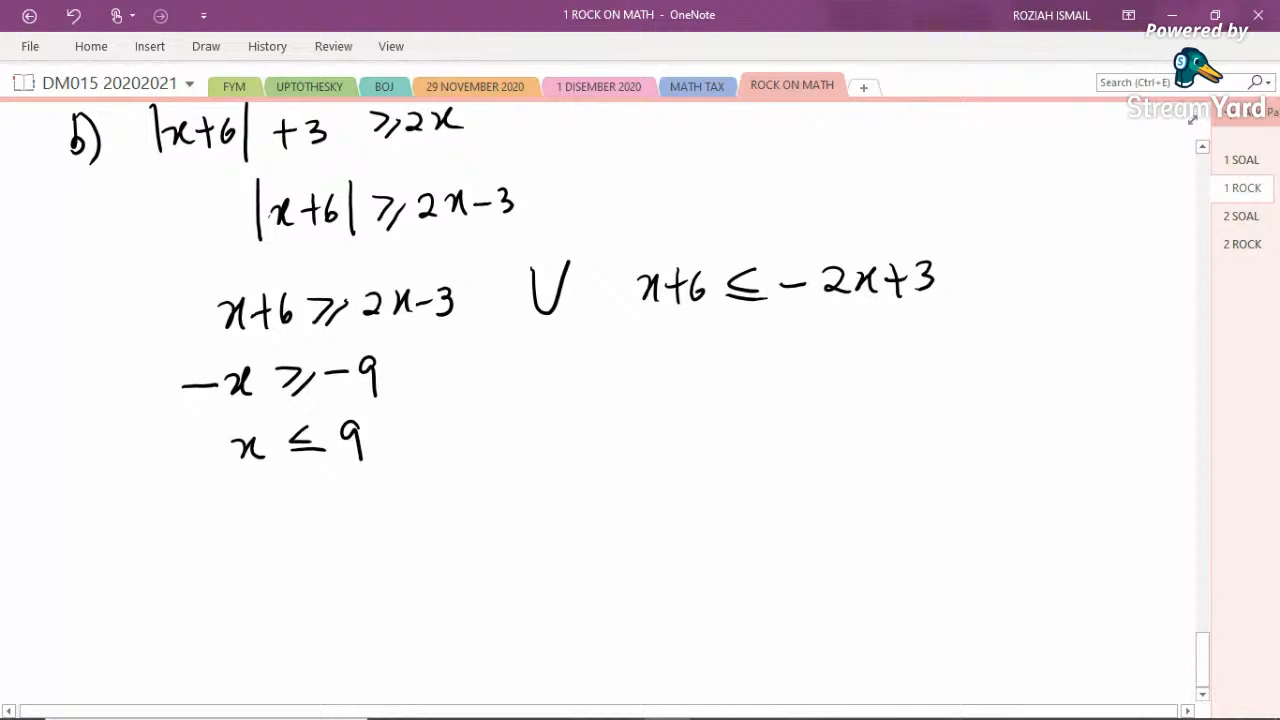 1 ROCK ON MATH - OneNote
ROZIAH ISMAIL
Powered by
File Home Insert Draw History Review View
DM015 20202021
FYM UPTOTHESKY BOJ 29 NOVEMBER 2020 1 DISEMBER 2020 MATH TAX ROCK ON MATH +
Search (Ctrl+E)
StreamYard
Pa
1 SOAL
1 ROCK
2 SOAL
2 ROCK
b) |x+6| + 3 ⩾ 2x
|x+6| ⩾ 2x-3
x+6 ⩾ 2x-3 ∪ x+6 ≤ - 2x+3
-x ⩾ -9
x ≤ 9